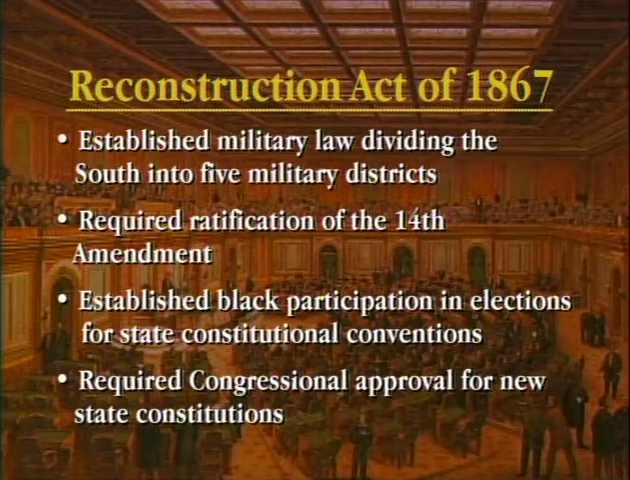 Reconstruction Act of 1867
• Established military law dividing the
South into five military districts
• Required ratification of the 14th
Amendment
• Established black participation in elections
for state constitutional conventions
• Required Congressional approval for new
state constitutions